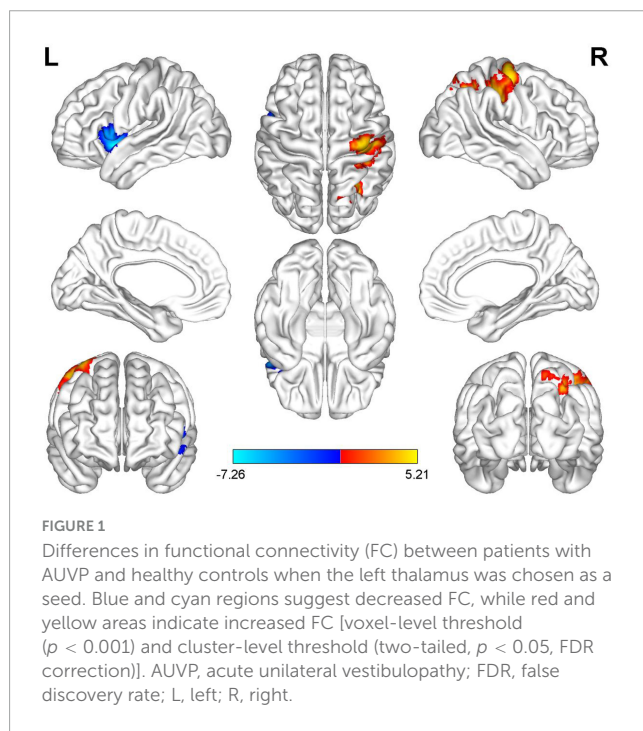 L
R
-7.26
5.21
FIGURE 1
Differences in functional connectivity (FC) between patients with
AUVP and healthy controls when the left thalamus was chosen as a
seed. Blue and cyan regions suggest decreased FC, while red and
yellow areas indicate increased FC [voxel-level threshold
(p < 0.001) and cluster-level threshold (two-tailed, p < 0.05, FDR
correction)]. AUVP, acute unilateral vestibulopathy; FDR, false
discovery rate; L, left; R, right.